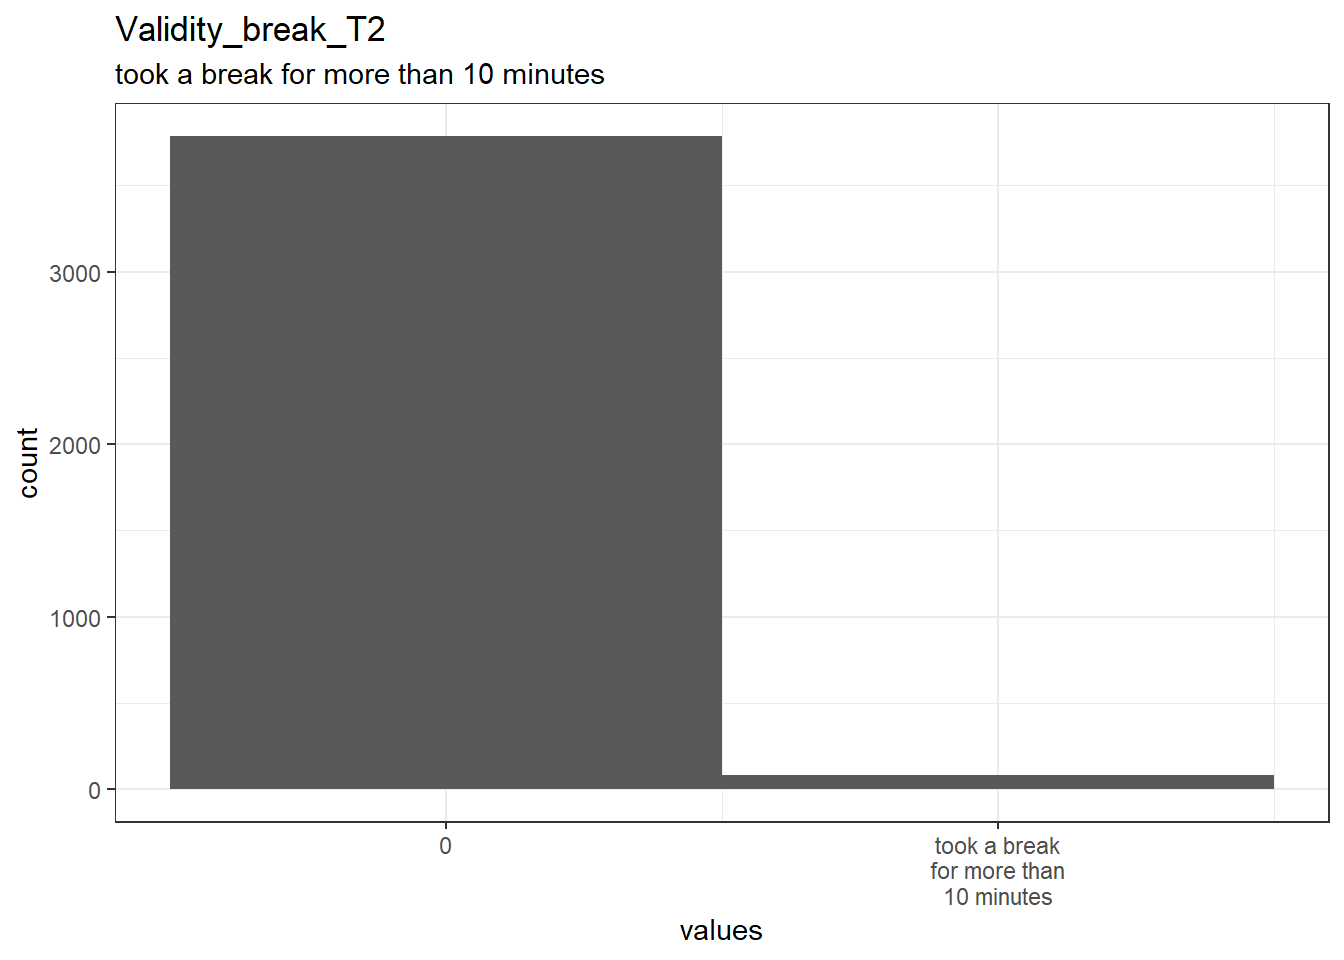 Validity_break_T2
took a break for more than 10 minutes
count
3000
2000
1000
0
0
took a break
for more than
10 minutes
values